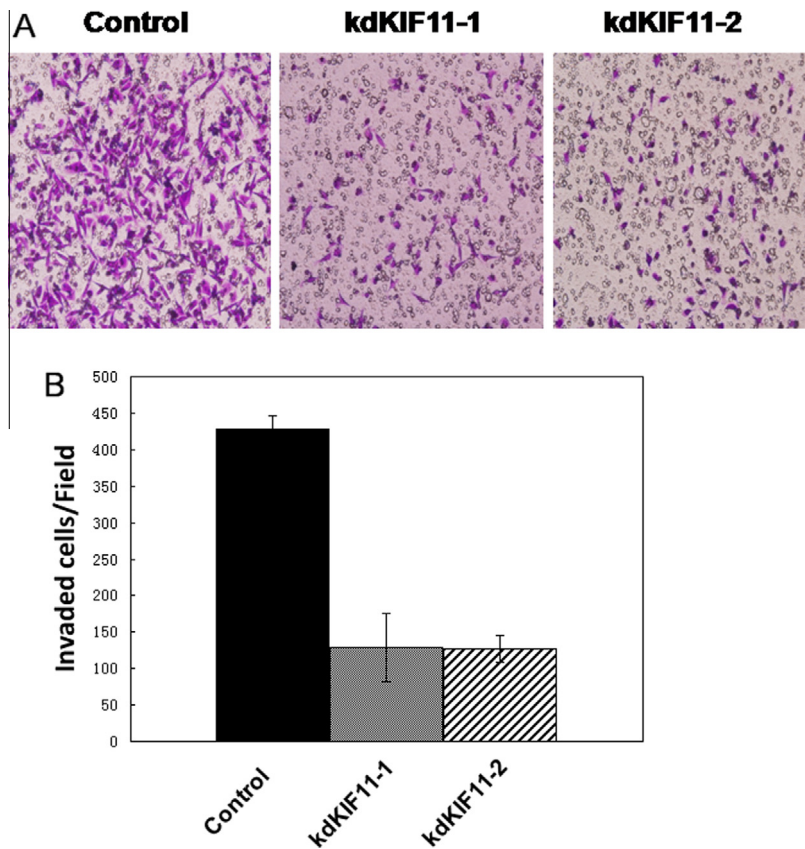 A
Control kdKIF11-1 kdKIF11-2
B
Invaded cells/Field
500
450
400
350
300
250
200
150
100
50
0
Control
kdKIF11-1
kdKIF11-2